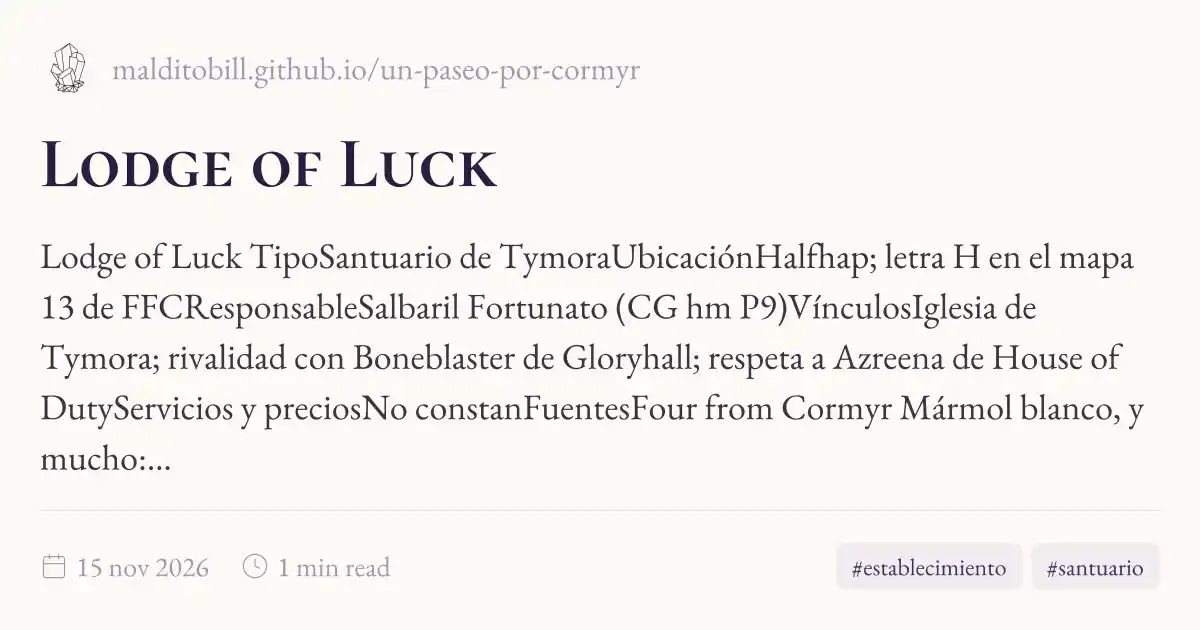 malditobill.github.io/un-paseo-por-cormyr
Lodge of Luck
Lodge of Luck TipoSantuario de TymoraUbicaciónHalfhap; letra H en el mapa
13 de FFCResponsableSalbaril Fortunato (CG hm P9)VínculosIglesia de
Tymora; rivalidad con Boneblaster de Gloryhall; respeta a Azreena de House of
DutyServicios y preciosNo constanFuentesFour from Cormyr Mármol blanco, y
mucho:...
15 nov 2026 1 min read #establecimiento #santuario